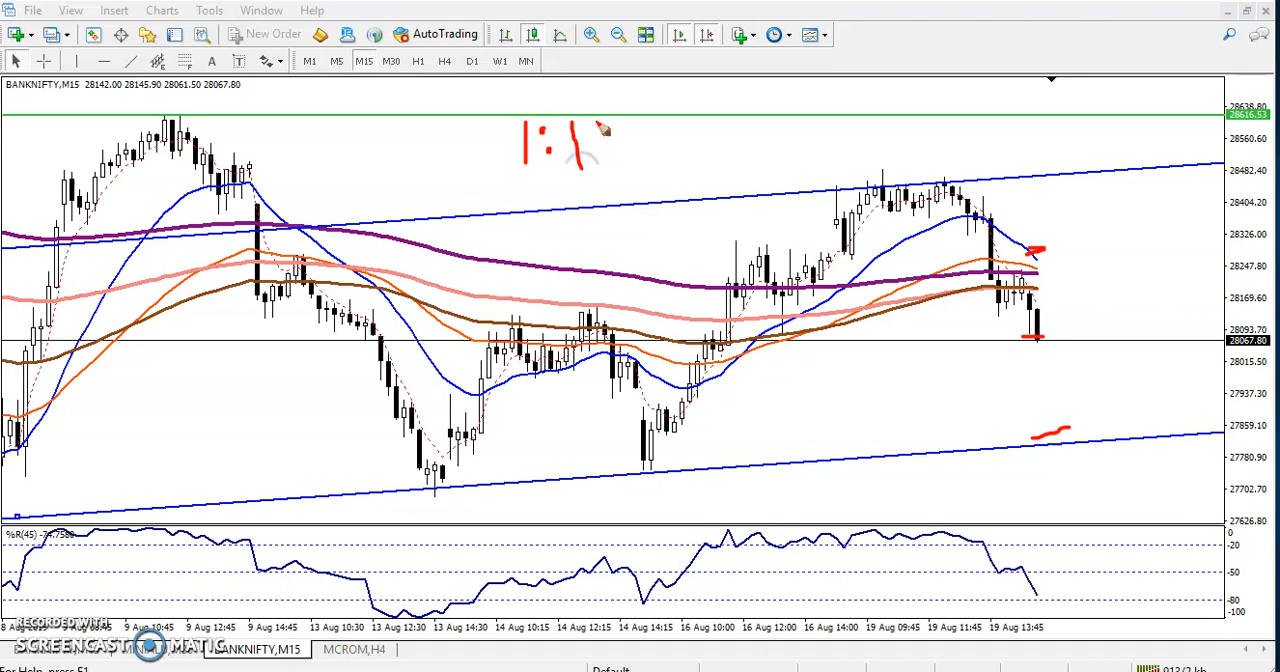 File View Insert Charts Tools Window Help
New Order AutoTrading
A T M1 M5 M15 M30 H1 H4 D1 W1 MN
BANKNIFTY,M15 28142.00 28145.90 28061.50 28067.80
1:1
28638.80
28616.53
28560.60
28482.40
28404.20
28326.00
28247.80
28169.60
28093.70
28067.80
28015.50
27937.30
27859.10
27780.90
27702.70
27626.80
%R(45) -74.7580
0
-20
-50
-80
-100
9 Aug 10:45 9 Aug 12:45 9 Aug 14:45 13 Aug 10:30 13 Aug 12:30 13 Aug 14:30 14 Aug 10:15 14 Aug 12:15 14 Aug 14:15 16 Aug 10:00 16 Aug 12:00 16 Aug 14:00 19 Aug 09:45 19 Aug 11:45 19 Aug 13:45
RECORDED WITH
SCREENCAST MATIC
BANKNIFTY,M15 MCROM,H4
For Help, press F1 Default 913/2 kb